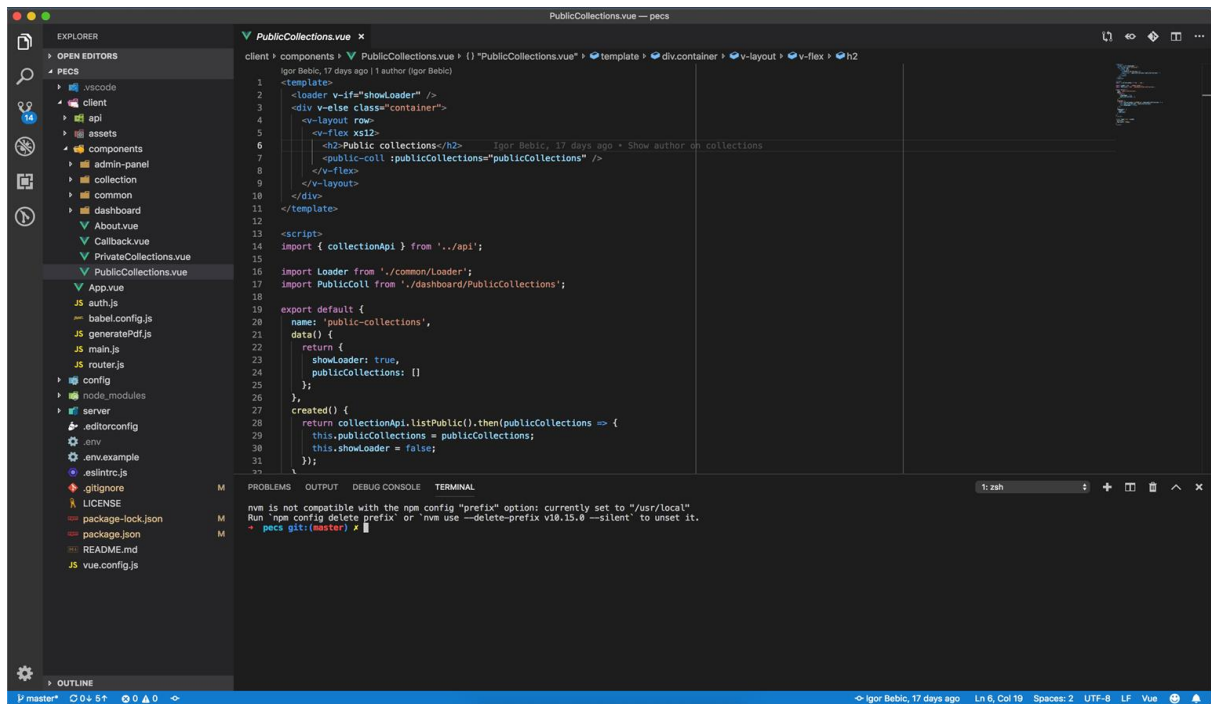 PublicCollections.vue — pecs
EXPLORER
OPEN EDITORS
PECS
.vscode
client
api
assets
components
admin-panel
collection
common
dashboard
About.vue
Callback.vue
PrivateCollections.vue
PublicCollections.vue
App.vue
JS auth.js
babel.config.js
JS generatePdf.js
JS main.js
JS router.js
config
node_modules
server
.editorconfig
.env
.env.example
.eslintrc.js
.gitignore M
LICENSE
package-lock.json M
package.json M
README.md
JS vue.config.js
OUTLINE
14
PublicCollections.vue ×
client › components › PublicCollections.vue › {} "PublicCollections.vue" › template › div.container › v-layout › v-flex › h2
Igor Bebic, 17 days ago | 1 author (Igor Bebic)
1 <template>
2 <loader v-if="showLoader" />
3 <div v-else class="container">
4 <v-layout row>
5 <v-flex xs12>
6 <h2>Public collections</h2> Igor Bebic, 17 days ago • Show author on collections
7 <public-coll :publicCollections="publicCollections" />
8 </v-flex>
9 </v-layout>
10 </div>
11 </template>
12
13 <script>
14 import { collectionApi } from '../api';
15
16 import Loader from './common/Loader';
17 import PublicColl from './dashboard/PublicCollections';
18
19 export default {
20 name: 'public-collections',
21 data() {
22 return {
23 showLoader: true,
24 publicCollections: []
25 };
26 },
27 created() {
28 return collectionApi.listPublic().then(publicCollections => {
29 this.publicCollections = publicCollections;
30 this.showLoader = false;
31 });
32 }
PROBLEMS OUTPUT DEBUG CONSOLE TERMINAL 1: zsh
nvm is not compatible with the npm config "prefix" option: currently set to "/usr/local"
Run `npm config delete prefix` or `nvm use --delete-prefix v10.15.0 --silent` to unset it.
→ pecs git:(master) ✗
master* 0↓ 5↑ 0 0 Igor Bebic, 17 days ago Ln 6, Col 19 Spaces: 2 UTF-8 LF Vue